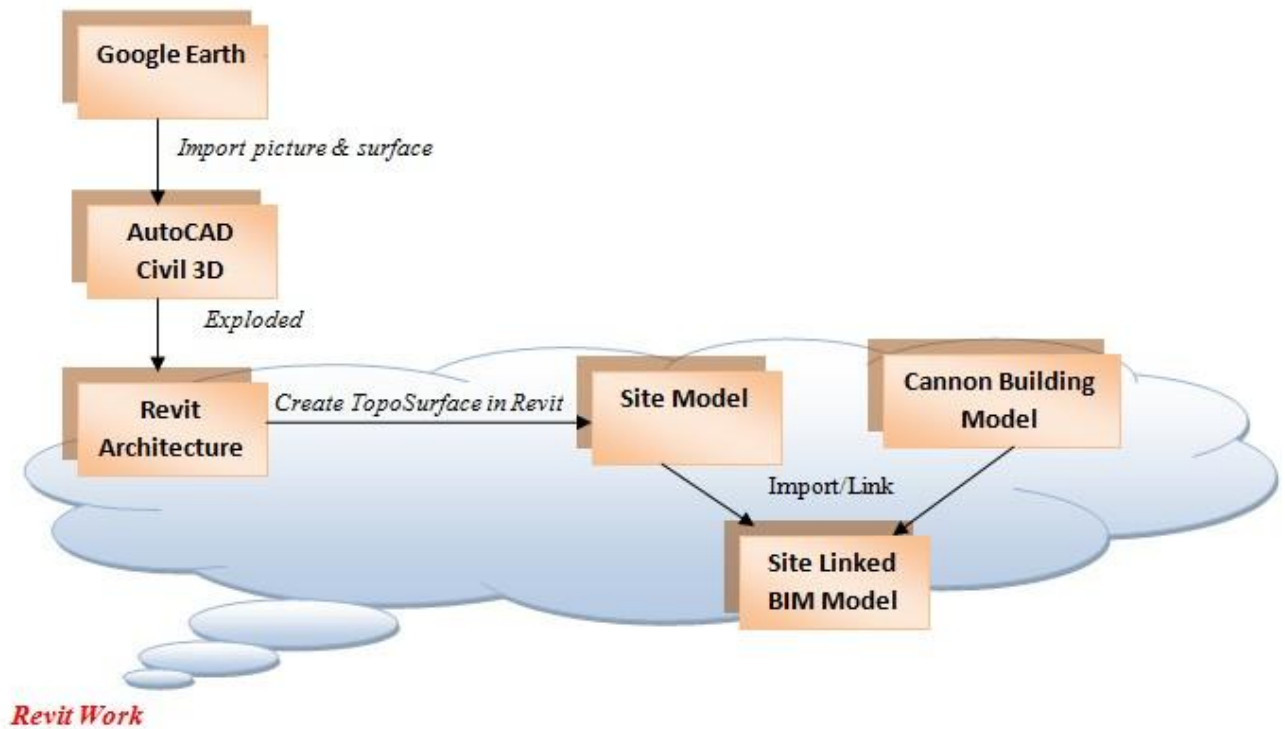 Google Earth
Import picture & surface
AutoCAD
Civil 3D
Exploded
Revit
Architecture
Create TopoSurface in Revit
Site Model
Cannon Building
Model
Import/Link
Site Linked
BIM Model
Revit Work